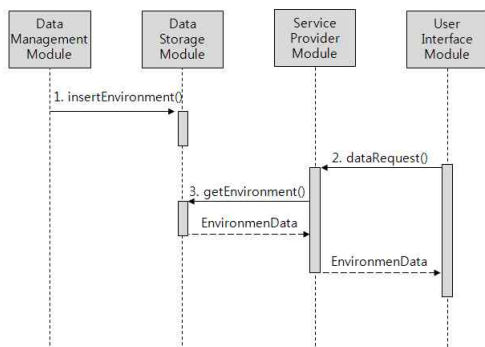 Data
Management
Module
Data
Storage
Module
Service
Provider
Module
User
Interface
Module
1. insertEnvironment()
2. dataRequest()
3. getEnvironment()
EnvironmenData
EnvironmenData